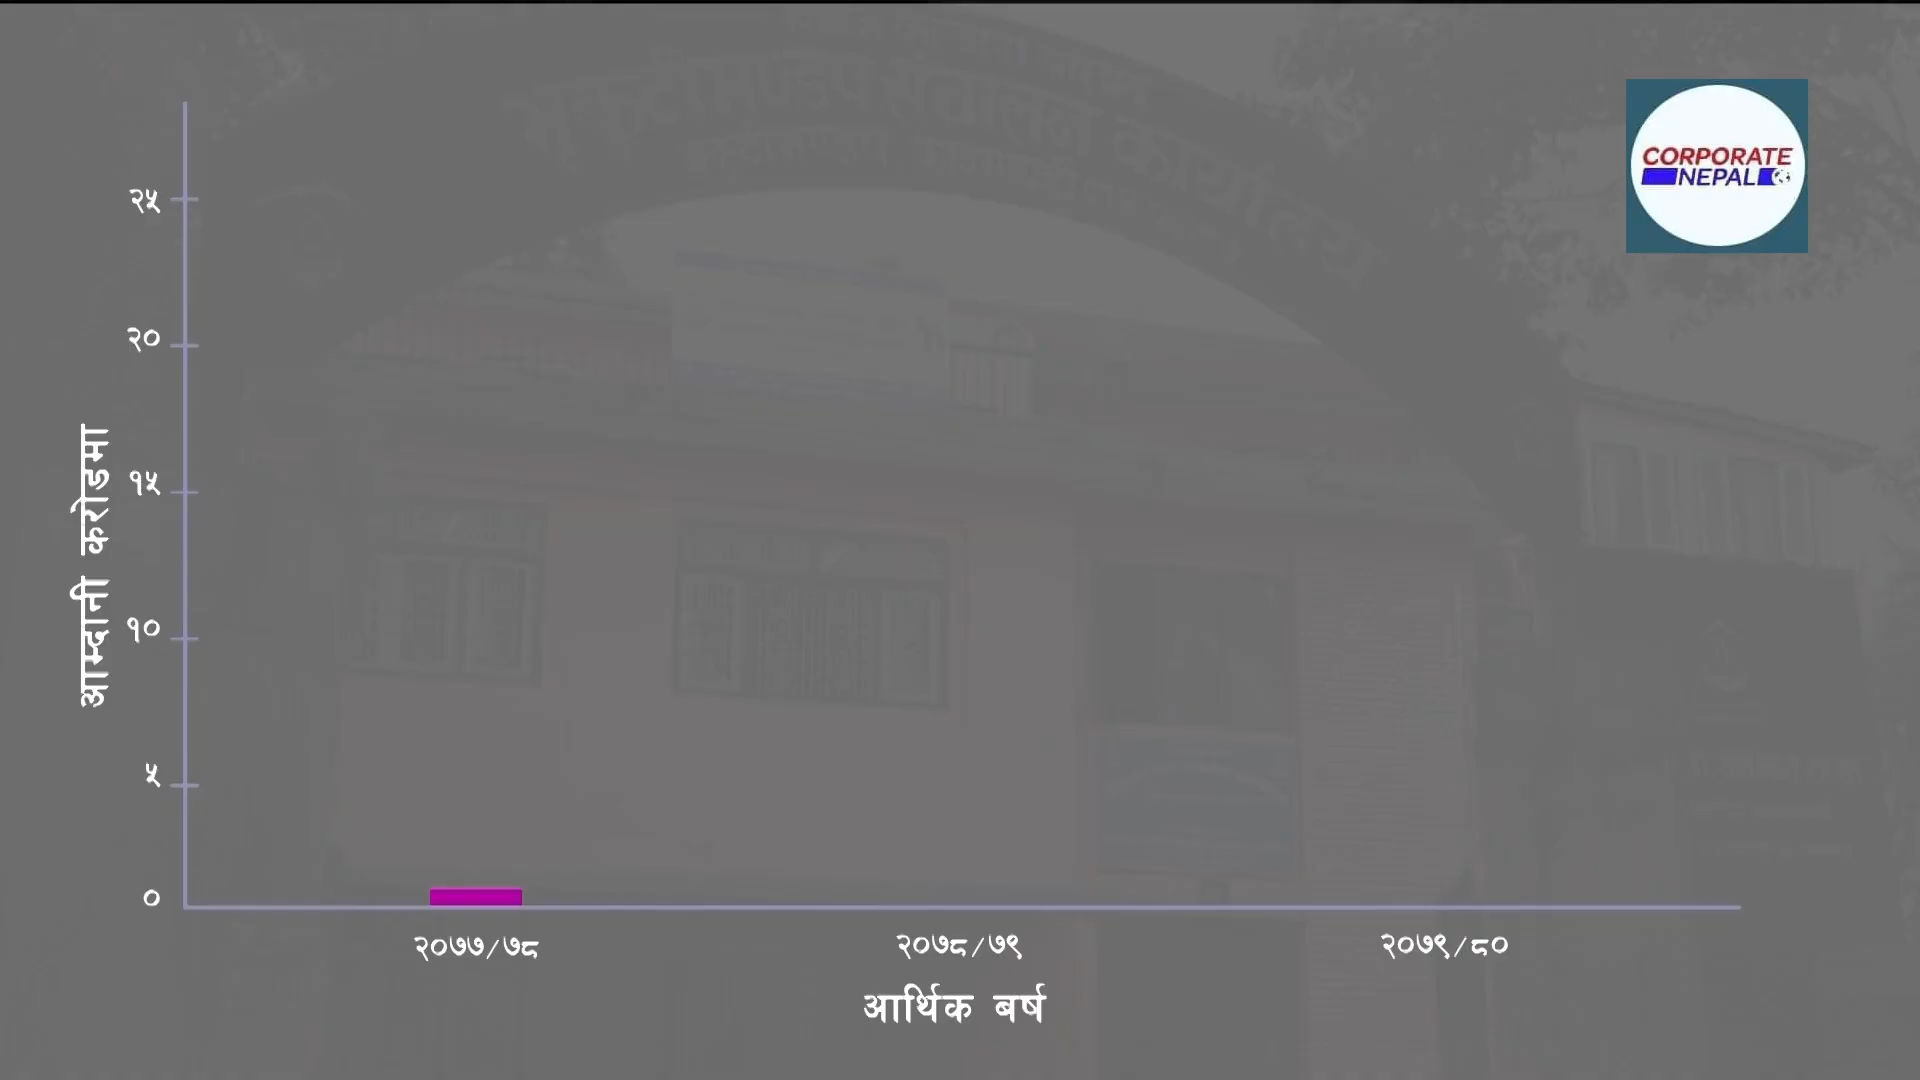 CORPORATE
NEPAL
२५
२०
१५
१०
५
०
आम्दानी करोडमा
२०७७/७८
२०७८/७९
२०७९/८०
आर्थिक बर्ष